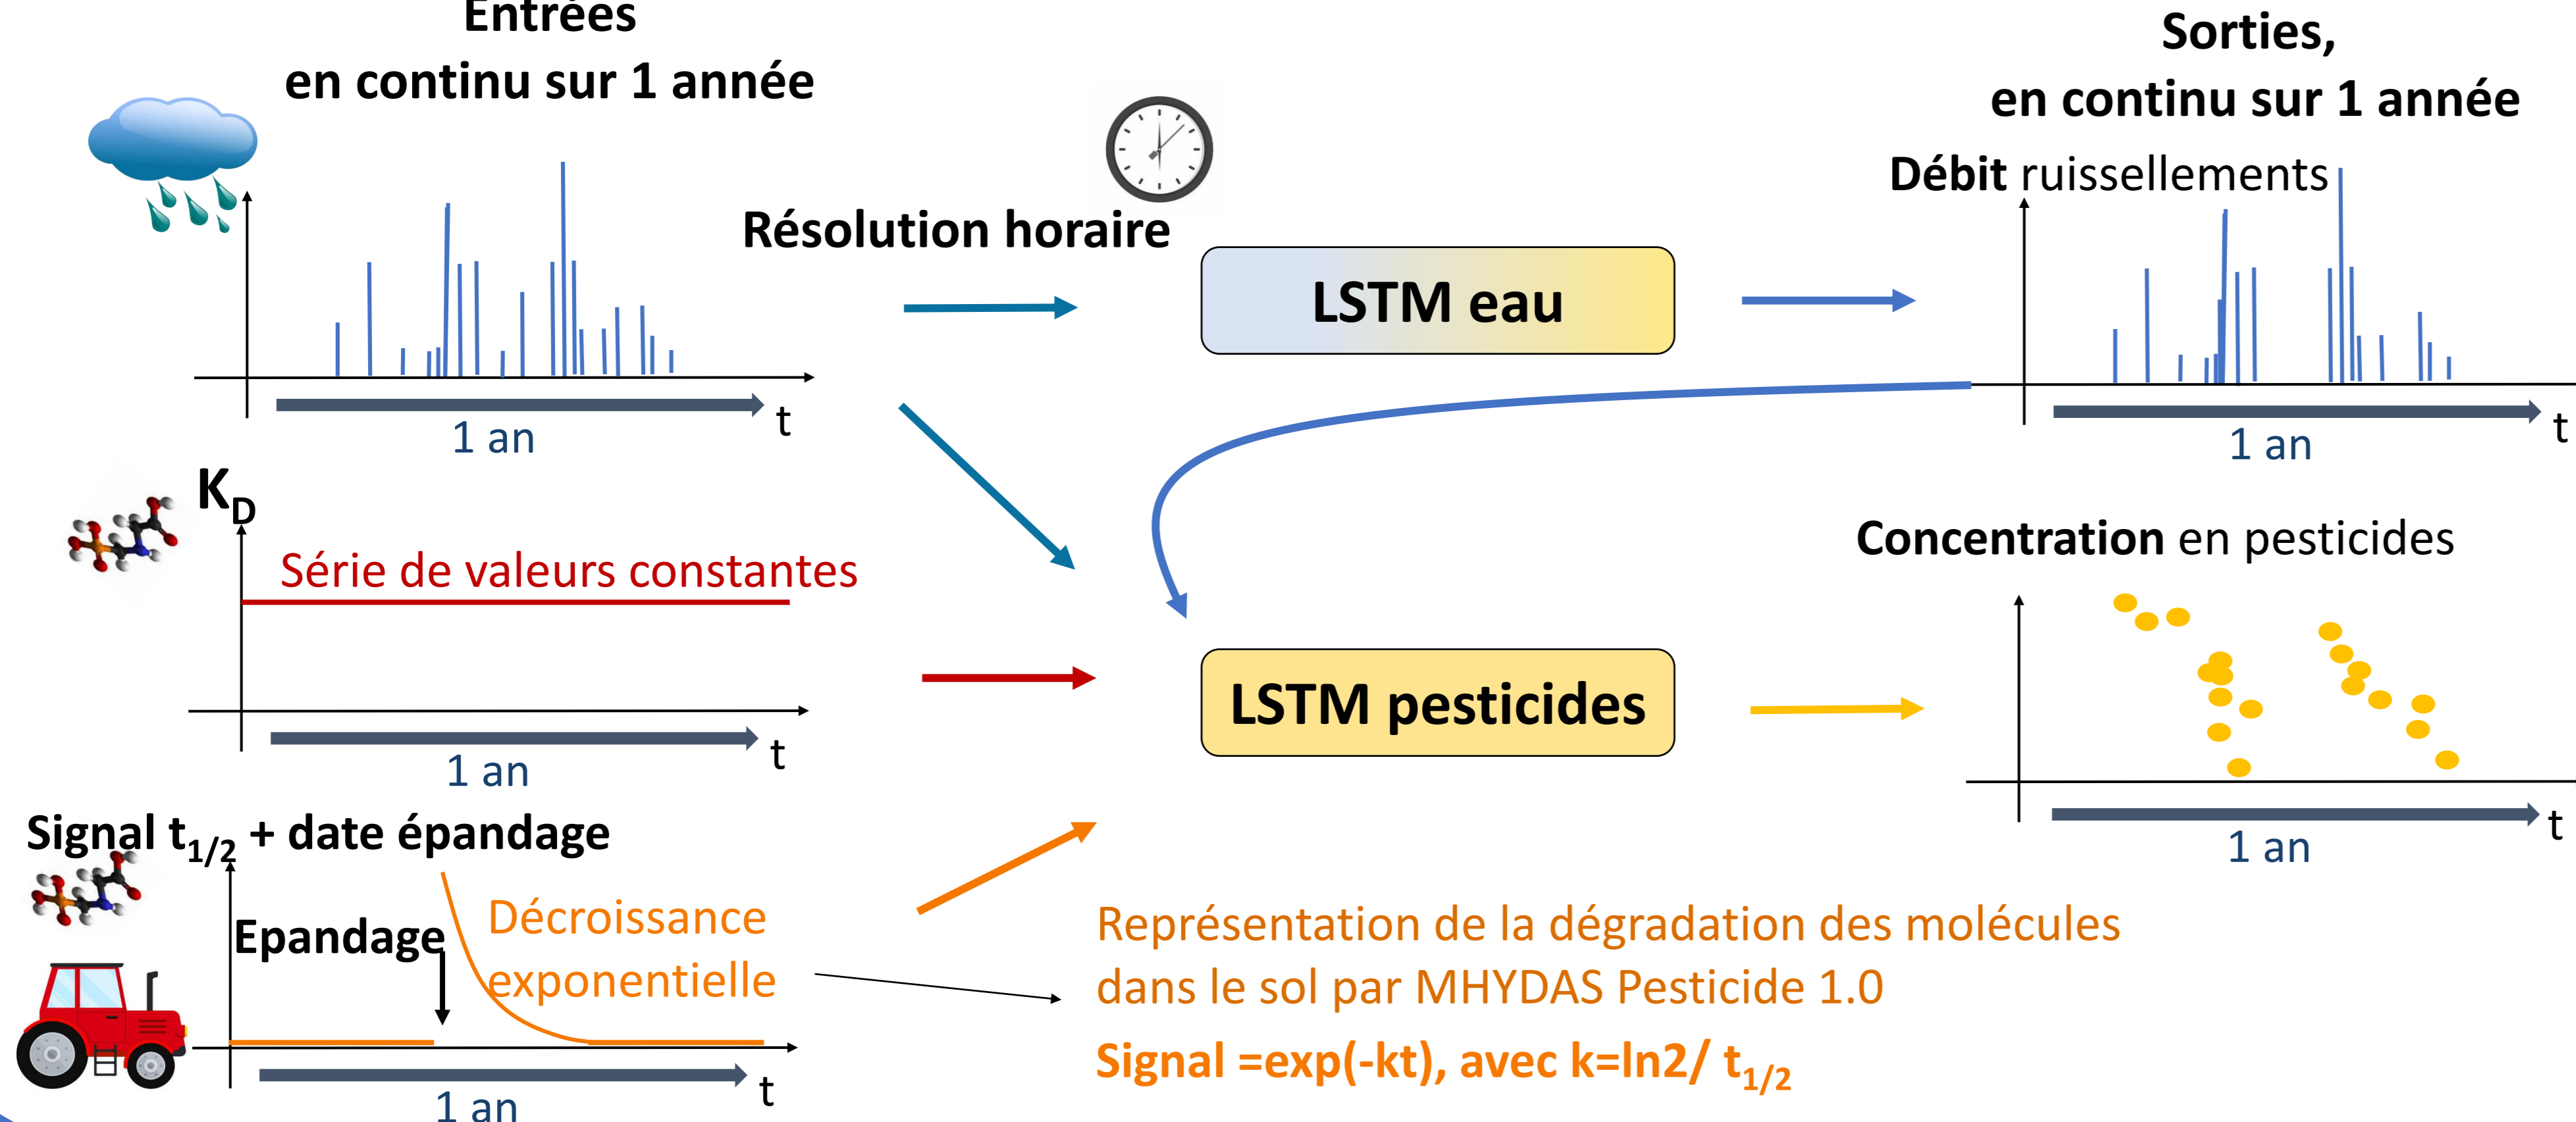 Entrées
en continu sur 1 année
Résolution horaire
t
1 an
K_D
Série de valeurs constantes
t
1 an
Signal t_1/2 + date épandage
Epandage
Décroissance
exponentielle
t
1 an
LSTM eau
LSTM pesticides
Représentation de la dégradation des molécules
dans le sol par MHYDAS Pesticide 1.0
Signal =exp(-kt), avec k=ln2/ t_1/2
Sorties,
en continu sur 1 année
Débit ruissellements
t
1 an
Concentration en pesticides
t
1 an